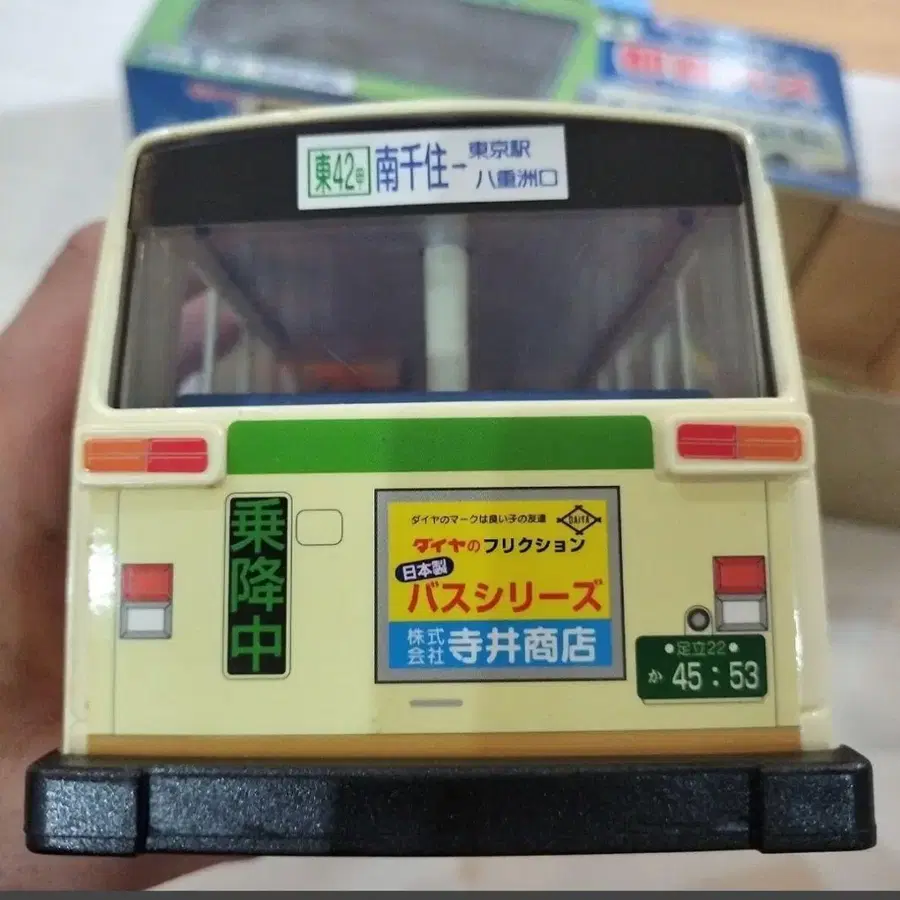 東42甲 南千住→東京駅
八重洲口
乗降中
ダイヤのマークは良い子の友達 DAIYA
ダイヤのフリクション
日本製
バスシリーズ
株式会社 寺井商店
足立22
か 45:53